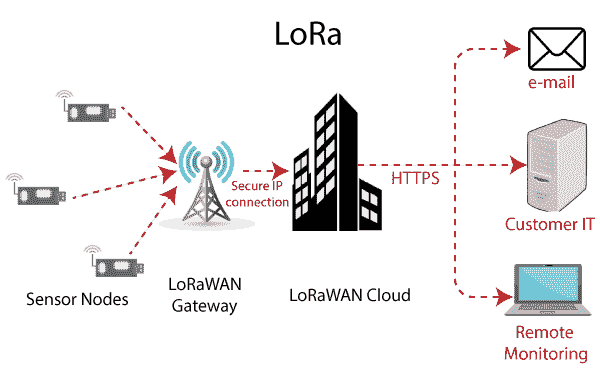 LoRa
e-mail
Secure IP
connection
HTTPS
Customer IT
Sensor Nodes
LoRaWAN
Gateway
LoRaWAN Cloud
Remote
Monitoring